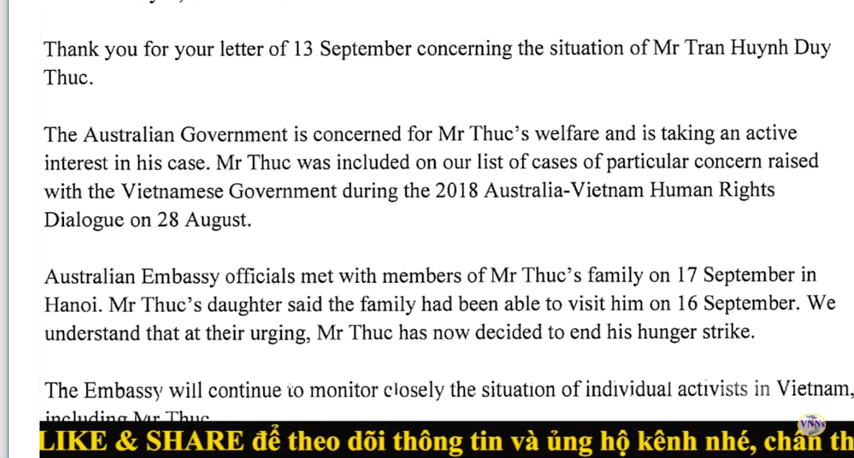 Thank you for your letter of 13 September concerning the situation of Mr Tran Huynh Duy
Thuc.
The Australian Government is concerned for Mr Thuc's welfare and is taking an active
interest in his case. Mr Thuc was included on our list of cases of particular concern raised
with the Vietnamese Government during the 2018 Australia-Vietnam Human Rights
Dialogue on 28 August.
Australian Embassy officials met with members of Mr Thuc's family on 17 September in
Hanoi. Mr Thuc's daughter said the family had been able to visit him on 16 September. We
understand that at their urging, Mr Thuc has now decided to end his hunger strike.
The Embassy will continue to monitor closely the situation of individual activists in Vietnam,
including Mr Thuc
VNNs
LIKE & SHARE để theo dõi thông tin và ủng hộ kênh nhé, chân th